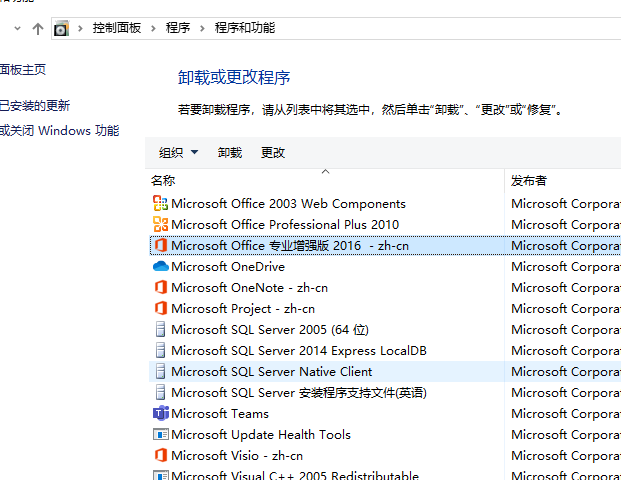 控制面板 > 程序 > 程序和功能
面板主页
卸载或更改程序
已安装的更新
若要卸载程序，请从列表中将其选中，然后单击“卸载”、“更改”或“修复”。
或关闭 Windows 功能
组织 卸载 更改
名称 发布者
Microsoft Office 2003 Web Components Microsoft Corpora
Microsoft Office Professional Plus 2010 Microsoft Corpora
Microsoft Office 专业增强版 2016 - zh-cn Microsoft Corpora
Microsoft OneDrive Microsoft Corpora
Microsoft OneNote - zh-cn Microsoft Corpora
Microsoft Project - zh-cn Microsoft Corpora
Microsoft SQL Server 2005 (64 位) Microsoft Corpora
Microsoft SQL Server 2014 Express LocalDB Microsoft Corpora
Microsoft SQL Server Native Client Microsoft Corpora
Microsoft SQL Server 安装程序支持文件(英语) Microsoft Corpora
Microsoft Teams Microsoft Corpora
Microsoft Update Health Tools Microsoft Corpora
Microsoft Visio - zh-cn Microsoft Corpora
Microsoft Visual C++ 2005 Redistributable Microsoft Corpora